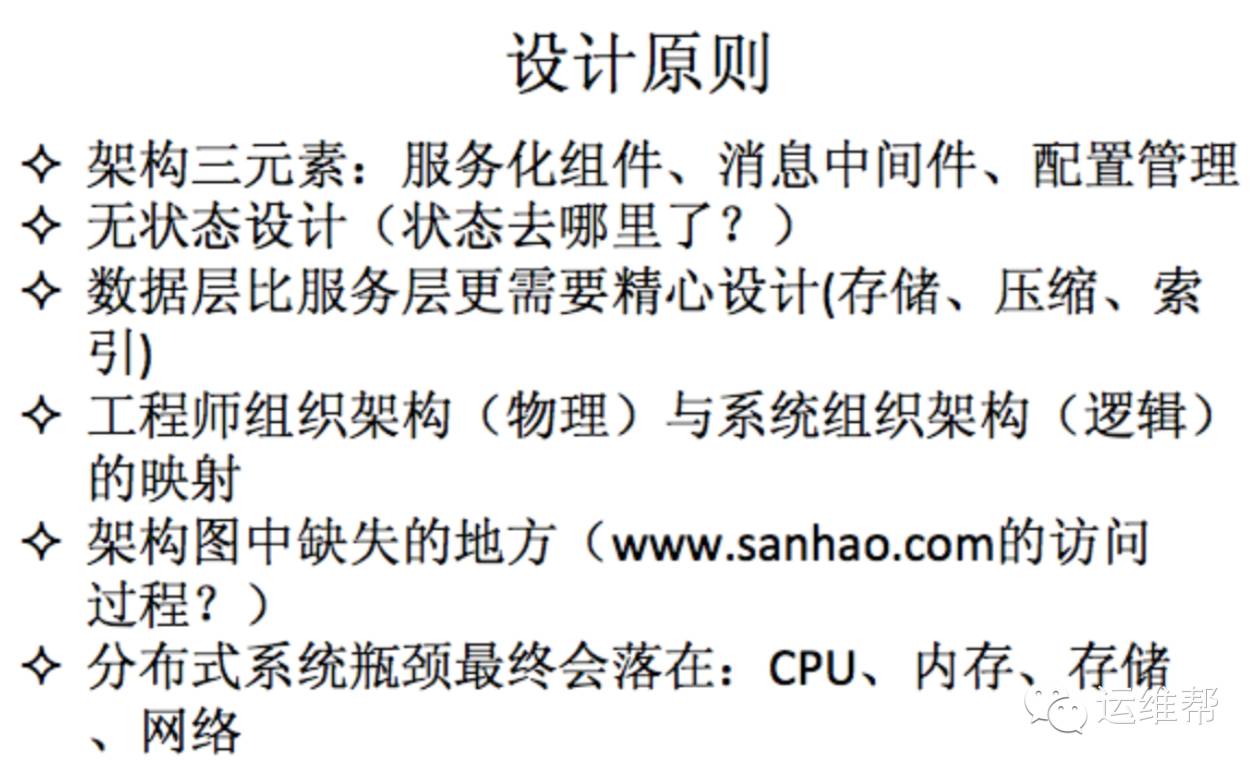 设计原则
✧ 架构三元素：服务化组件、消息中间件、配置管理
✧ 无状态设计（状态去哪里了？）
✧ 数据层比服务层更需要精心设计(存储、压缩、索
引)
✧ 工程师组织架构（物理）与系统组织架构（逻辑）
的映射
✧ 架构图中缺失的地方（www.sanhao.com的访问
过程？）
✧ 分布式系统瓶颈最终会落在：CPU、内存、存储
、网络
运维帮